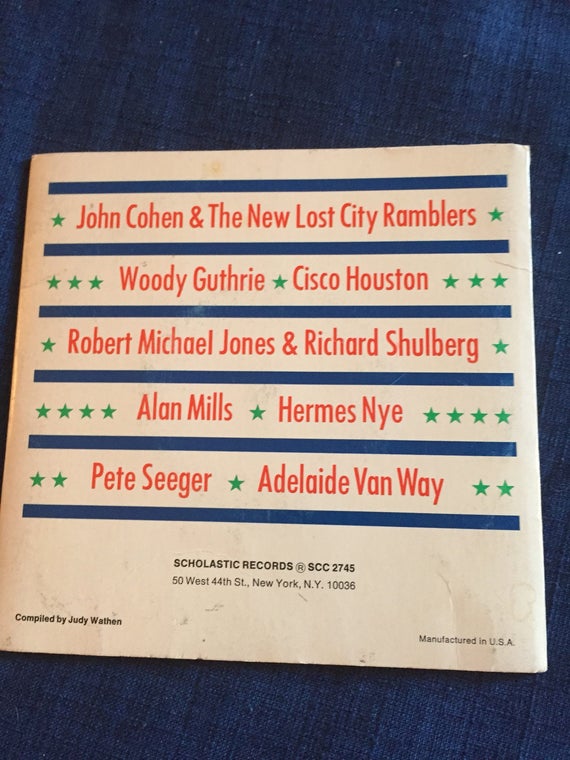 ★ John Cohen & The New Lost City Ramblers ★
★ ★ ★ Woody Guthrie ★ Cisco Houston ★ ★ ★
★ Robert Michael Jones & Richard Shulberg ★
★ ★ ★ ★ Alan Mills ★ Hermes Nye ★ ★ ★ ★
★ ★ Pete Seeger ★ Adelaide Van Way ★ ★
SCHOLASTIC RECORDS ® SCC 2745
50 West 44th St., New York, N.Y. 10036
Compiled by Judy Wathen
Manufactured in U.S.A.